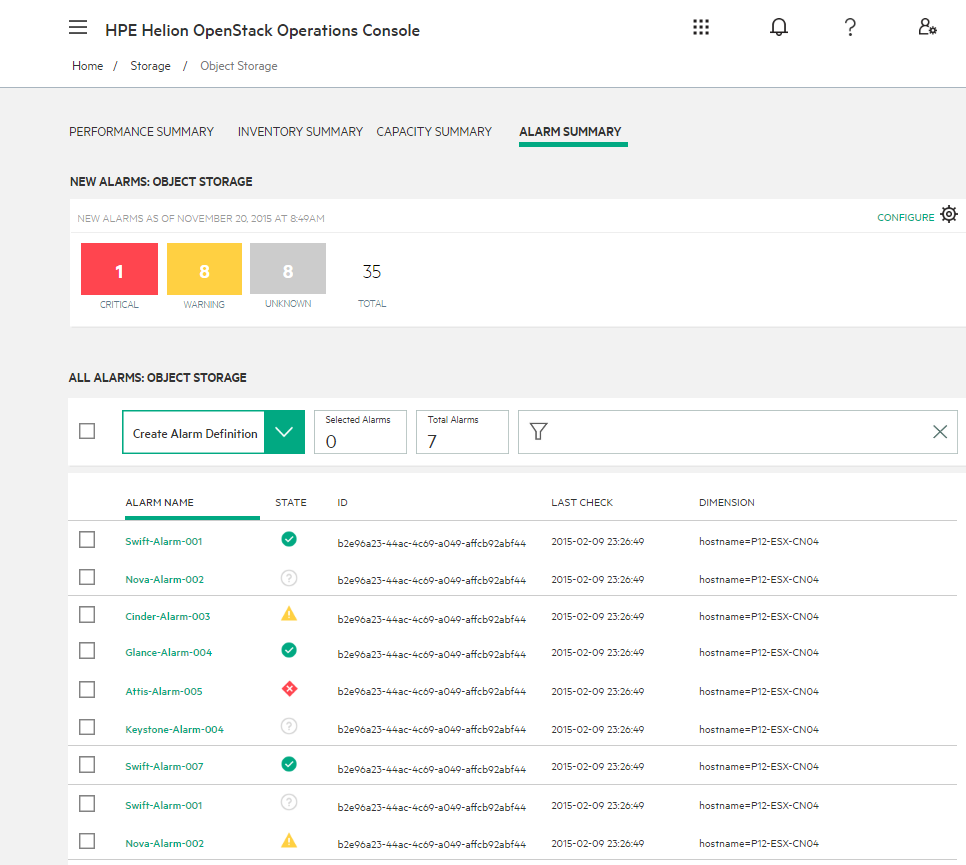 HPE Helion OpenStack Operations Console
Home / Storage / Object Storage
PERFORMANCE SUMMARY INVENTORY SUMMARY CAPACITY SUMMARY ALARM SUMMARY
NEW ALARMS: OBJECT STORAGE
NEW ALARMS AS OF NOVEMBER 20, 2015 AT 8:49AM CONFIGURE
1 8 8 35
CRITICAL WARNING UNKNOWN TOTAL
ALL ALARMS: OBJECT STORAGE
Create Alarm Definition
Selected Alarms
0
Total Alarms
7
ALARM NAME STATE ID LAST CHECK DIMENSION
Swift-Alarm-001 b2e96a23-44ac-4c69-a049-affcb92abf44 2015-02-09 23:26:49 hostname=P12-ESX-CN04
Nova-Alarm-002 b2e96a23-44ac-4c69-a049-affcb92abf44 2015-02-09 23:26:49 hostname=P12-ESX-CN04
Cinder-Alarm-003 b2e96a23-44ac-4c69-a049-affcb92abf44 2015-02-09 23:26:49 hostname=P12-ESX-CN04
Glance-Alarm-004 b2e96a23-44ac-4c69-a049-affcb92abf44 2015-02-09 23:26:49 hostname=P12-ESX-CN04
Attis-Alarm-005 b2e96a23-44ac-4c69-a049-affcb92abf44 2015-02-09 23:26:49 hostname=P12-ESX-CN04
Keystone-Alarm-004 b2e96a23-44ac-4c69-a049-affcb92abf44 2015-02-09 23:26:49 hostname=P12-ESX-CN04
Swift-Alarm-007 b2e96a23-44ac-4c69-a049-affcb92abf44 2015-02-09 23:26:49 hostname=P12-ESX-CN04
Swift-Alarm-001 b2e96a23-44ac-4c69-a049-affcb92abf44 2015-02-09 23:26:49 hostname=P12-ESX-CN04
Nova-Alarm-002 b2e96a23-44ac-4c69-a049-affcb92abf44 2015-02-09 23:26:49 hostname=P12-ESX-CN04